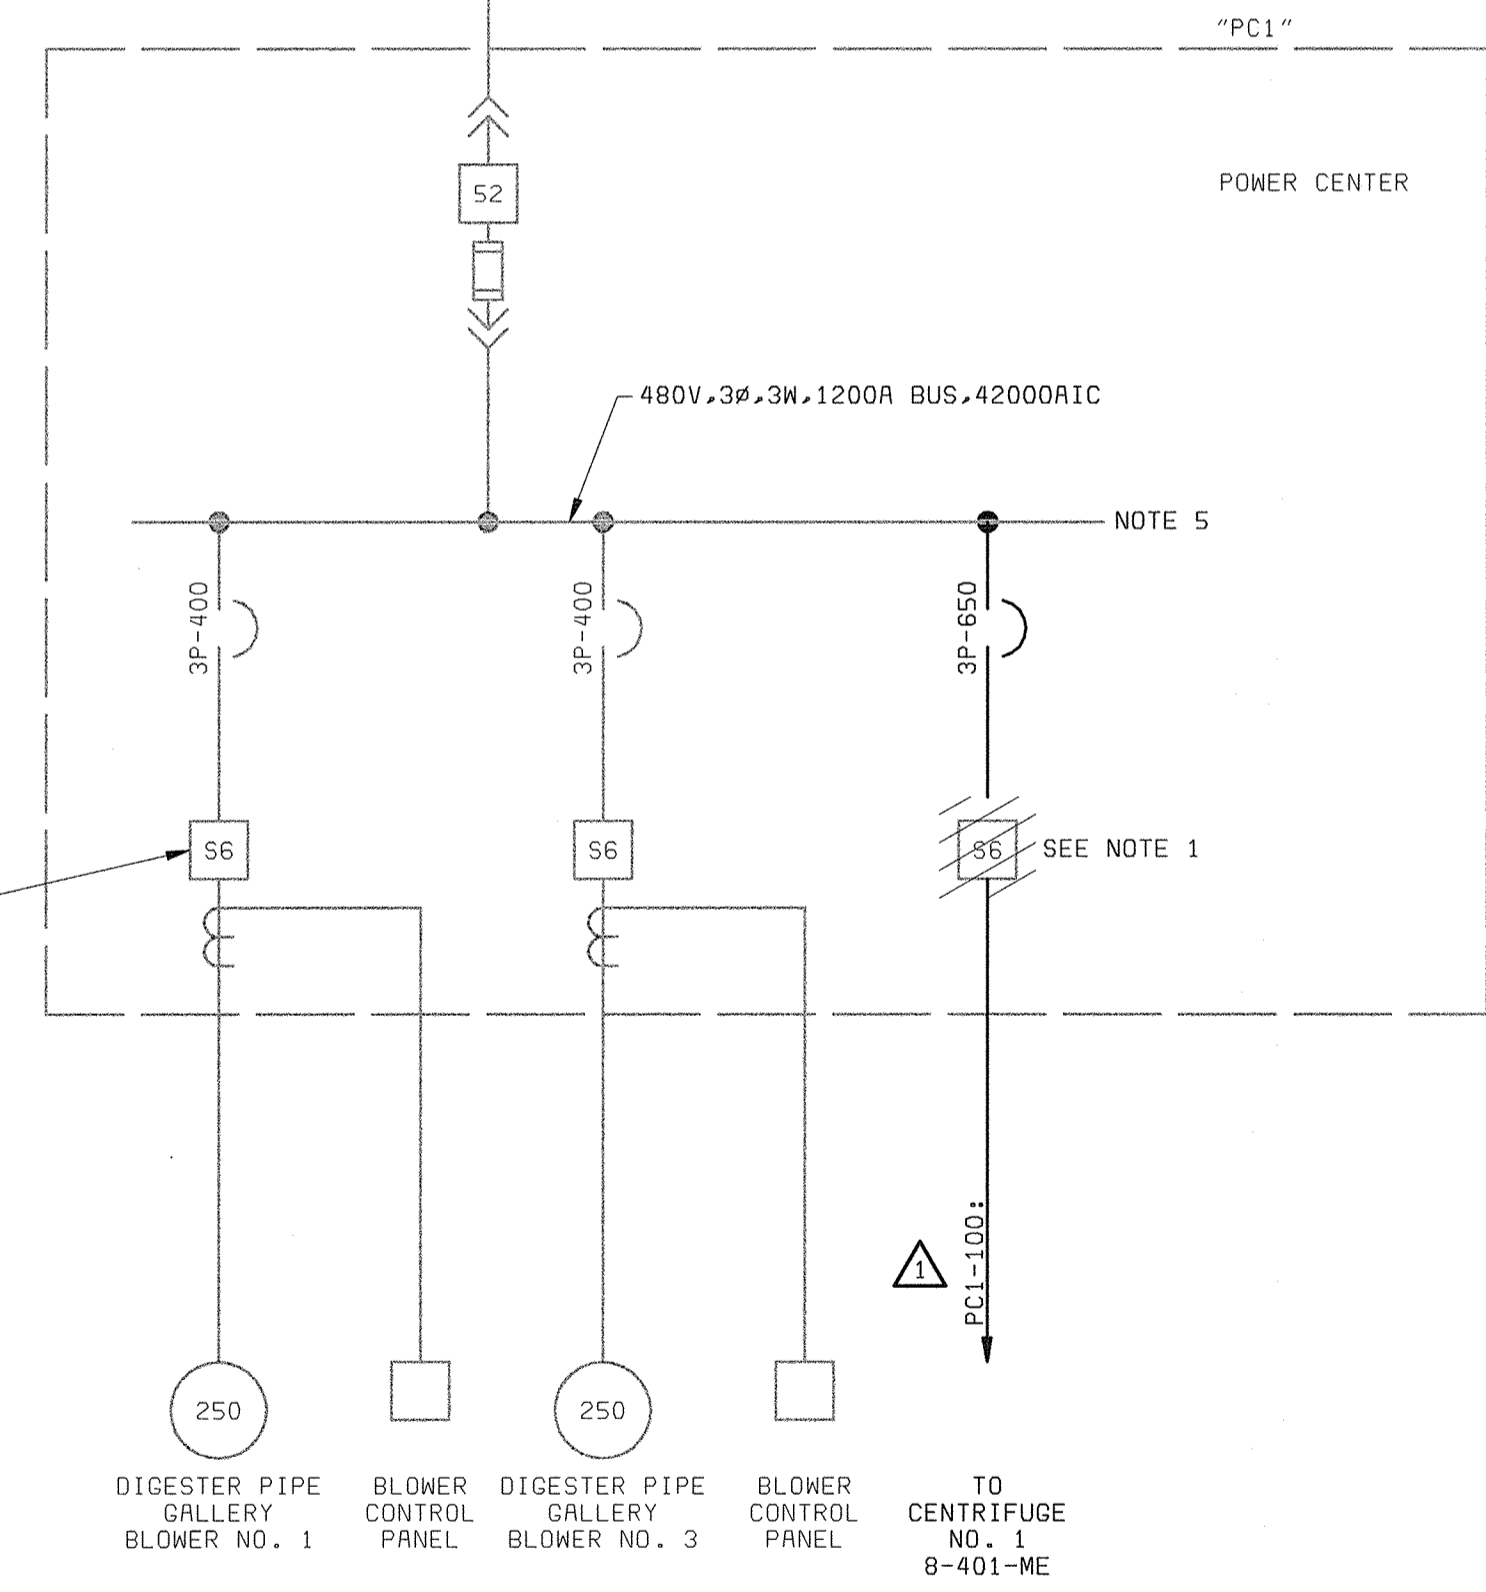 "PC1"
POWER CENTER
52
480V,3Ø,3W,1200A BUS,42000AIC
NOTE 5
3P-400
3P-400
3P-650
S6
S6
S6
SEE NOTE 1
PC1-100:
1
250
250
DIGESTER PIPE
GALLERY
BLOWER NO. 1
BLOWER
CONTROL
PANEL
DIGESTER PIPE
GALLERY
BLOWER NO. 3
BLOWER
CONTROL
PANEL
TO
CENTRIFUGE
NO. 1
8-401-ME